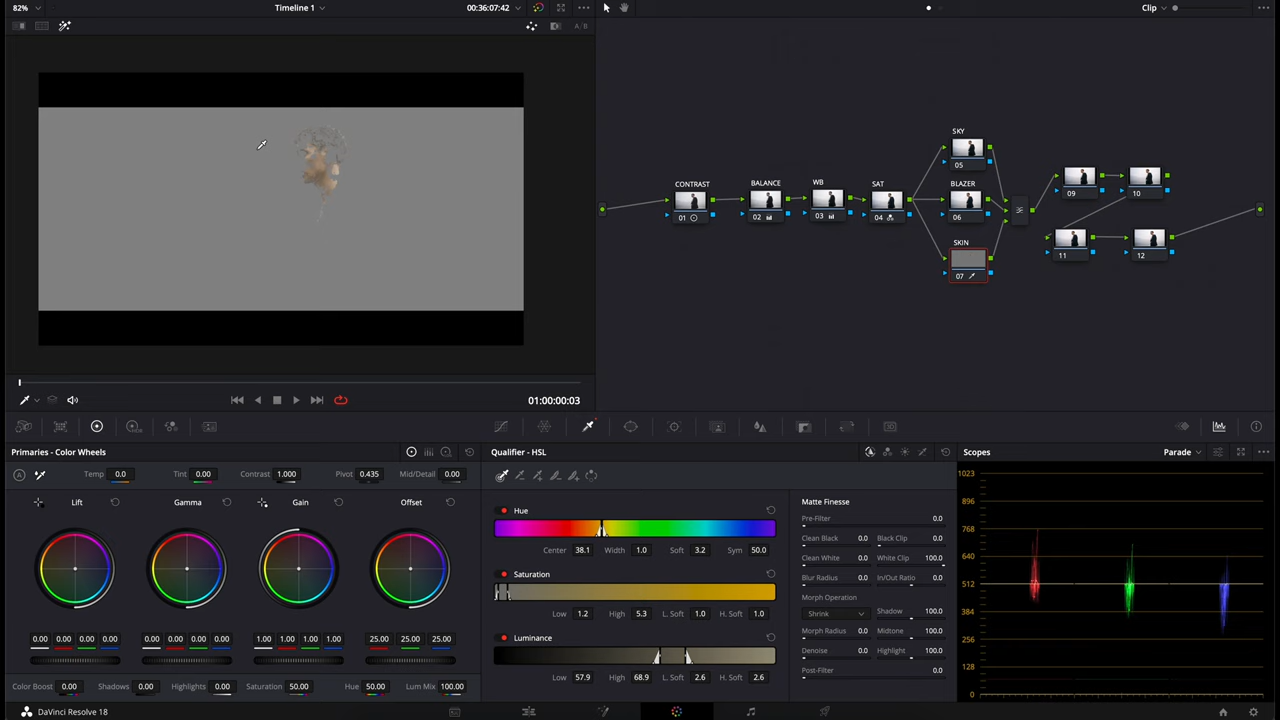 82%
Timeline 1
00:36:07:42
Clip
A/B
SKY
05
CONTRAST
BALANCE
WB
SAT
BLAZER
01
02
03
04
06
09
10
SKIN
07
11
12
01:00:00:03
Primaries - Color Wheels
Temp 0.0 Tint 0.00 Contrast 1.000 Pivot 0.435 Mid/Detail 0.00
Lift Gamma Gain Offset
0.00 0.00 0.00 0.00
0.00 0.00 0.00 0.00
1.00 1.00 1.00 1.00
25.00 25.00 25.00
Color Boost 0.00 Shadows 0.00 Highlights 0.00 Saturation 50.00 Hue 50.00 Lum Mix 100.00
Qualifier - HSL
Hue
Center 38.1 Width 1.0 Soft 3.2 Sym 50.0
Saturation
Low 1.2 High 5.3 L. Soft 1.0 H. Soft 1.0
Luminance
Low 57.9 High 68.9 L. Soft 2.6 H. Soft 2.6
Matte Finesse
Pre-Filter 0.0
Clean Black 0.0 Black Clip 0.0
Clean White 0.0 White Clip 100.0
Blur Radius 0.0 In/Out Ratio 0.0
Morph Operation
Shrink
Shadow 100.0
Morph Radius 0.0 Midtone 100.0
Denoise 0.0 Highlight 100.0
Post-Filter 0.0
Scopes
Parade
1023
896
768
640
512
384
256
128
0
DaVinci Resolve 18